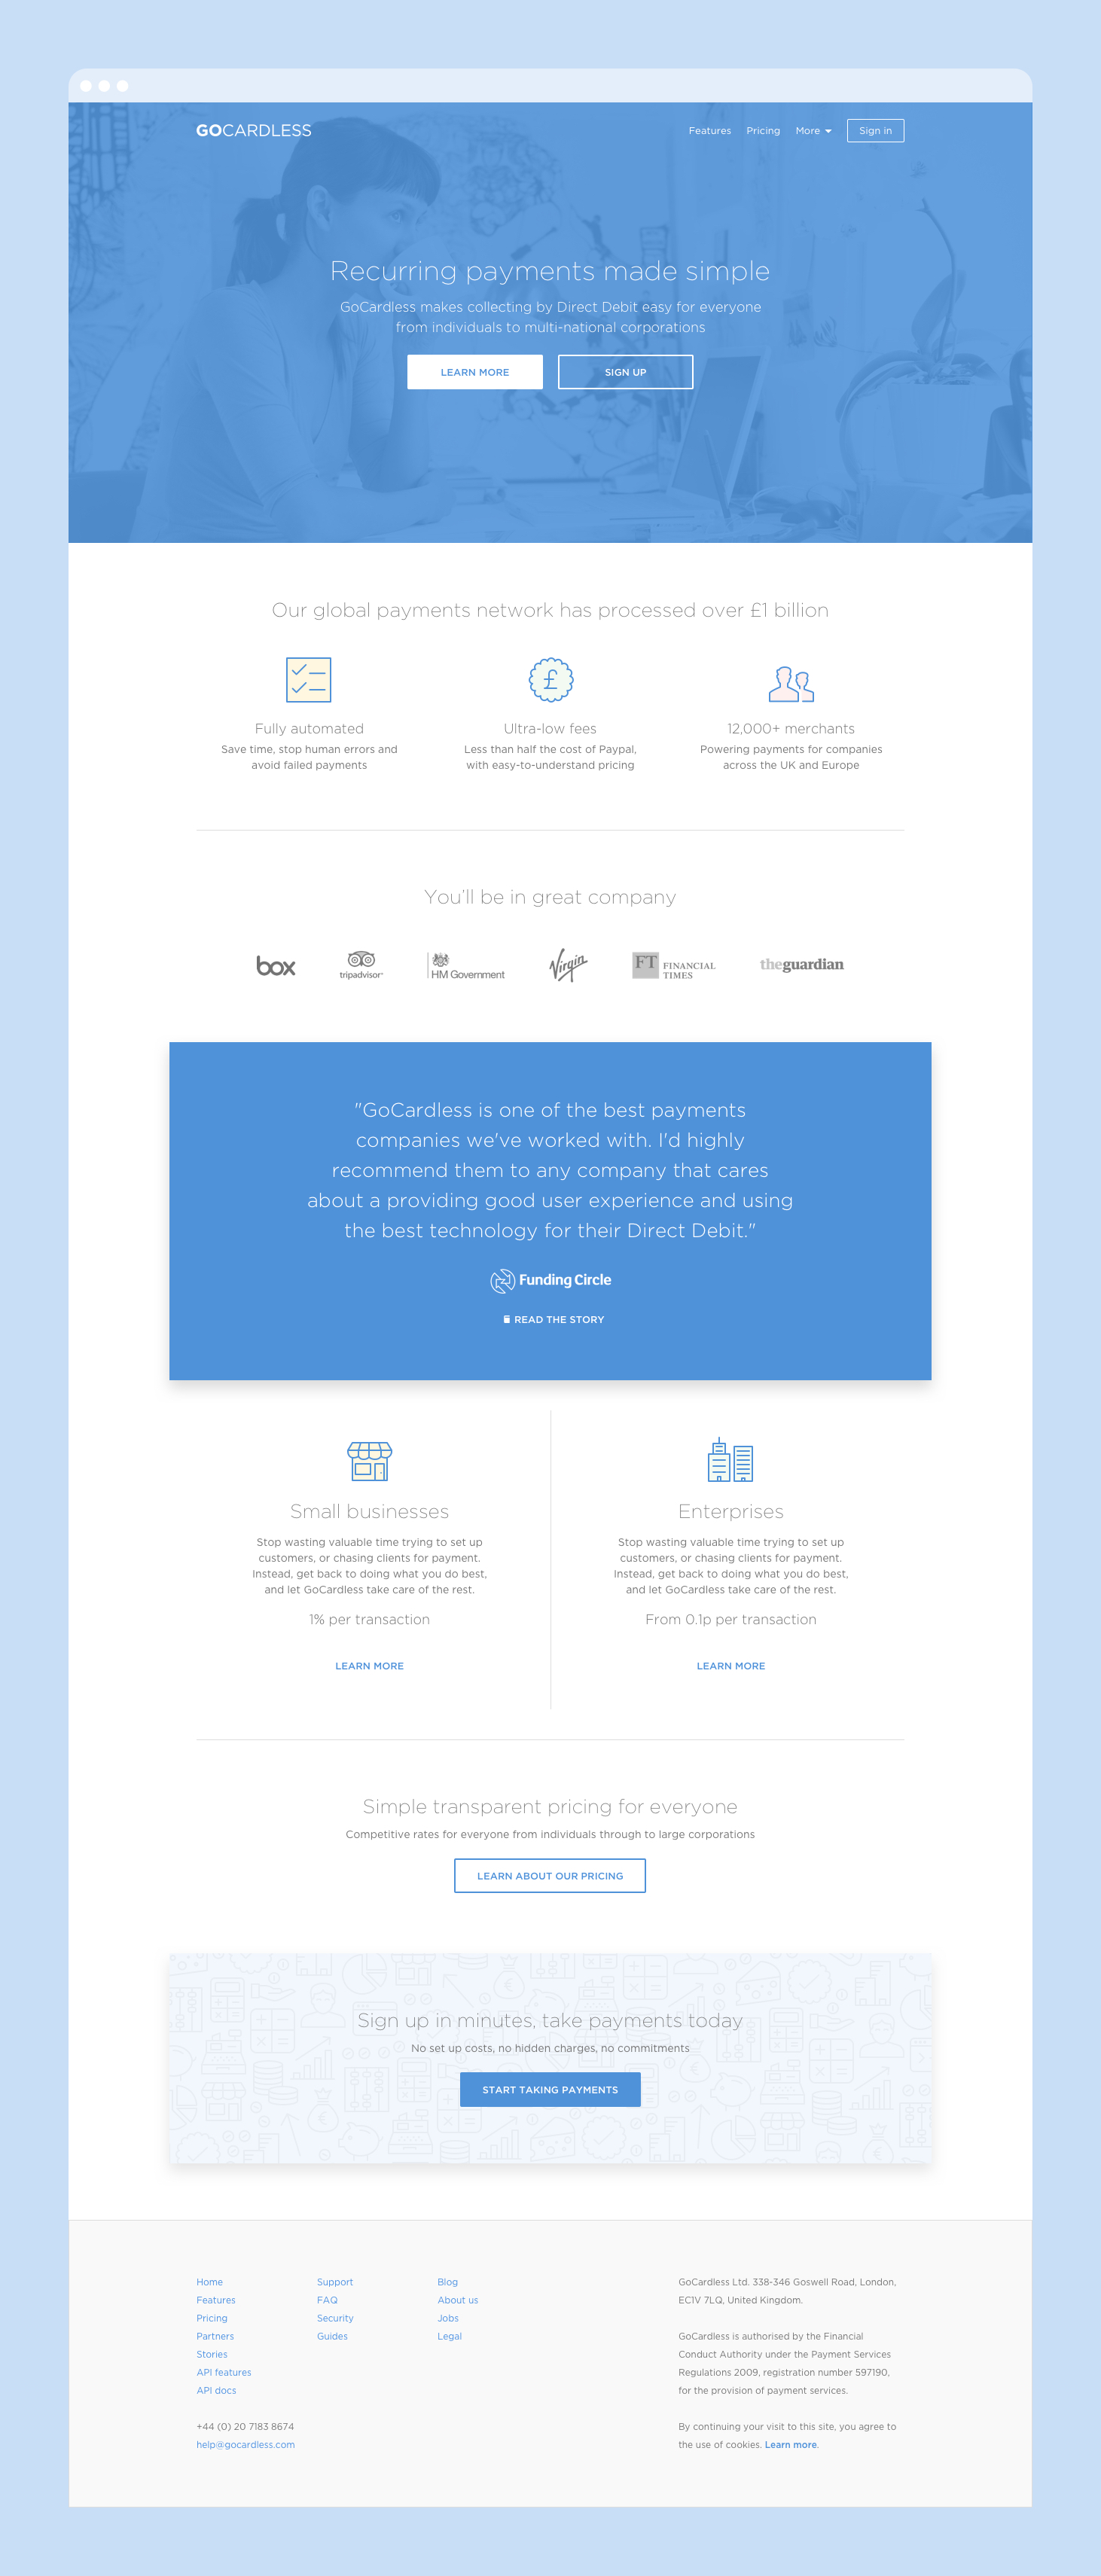 GOCARDLESS
Features Pricing More Sign in
Recurring payments made simple
GoCardless makes collecting by Direct Debit easy for everyone
from individuals to multi-national corporations
LEARN MORE SIGN UP
Our global payments network has processed over £1 billion
£
Fully automated
Save time, stop human errors and
avoid failed payments
Ultra-low fees
Less than half the cost of Paypal,
with easy-to-understand pricing
12,000+ merchants
Powering payments for companies
across the UK and Europe
You'll be in great company
box
tripadvisor
HM Government
Virgin
FT FINANCIAL
TIMES
theguardian
"GoCardless is one of the best payments
companies we've worked with. I'd highly
recommend them to any company that cares
about a providing good user experience and using
the best technology for their Direct Debit."
Funding Circle
READ THE STORY
Small businesses
Stop wasting valuable time trying to set up
customers, or chasing clients for payment.
Instead, get back to doing what you do best,
and let GoCardless take care of the rest.
1% per transaction
LEARN MORE
Enterprises
Stop wasting valuable time trying to set up
customers, or chasing clients for payment.
Instead, get back to doing what you do best,
and let GoCardless take care of the rest.
From 0.1p per transaction
LEARN MORE
Simple transparent pricing for everyone
Competitive rates for everyone from individuals through to large corporations
LEARN ABOUT OUR PRICING
Sign up in minutes, take payments today
No set up costs, no hidden charges, no commitments
START TAKING PAYMENTS
Home
Features
Pricing
Partners
Stories
API features
API docs
+44 (0) 20 7183 8674
help@gocardless.com
Support
FAQ
Security
Guides
Blog
About us
Jobs
Legal
GoCardless Ltd. 338-346 Goswell Road, London,
EC1V 7LQ, United Kingdom.
GoCardless is authorised by the Financial
Conduct Authority under the Payment Services
Regulations 2009, registration number 597190,
for the provision of payment services.
By continuing your visit to this site, you agree to
the use of cookies. Learn more.